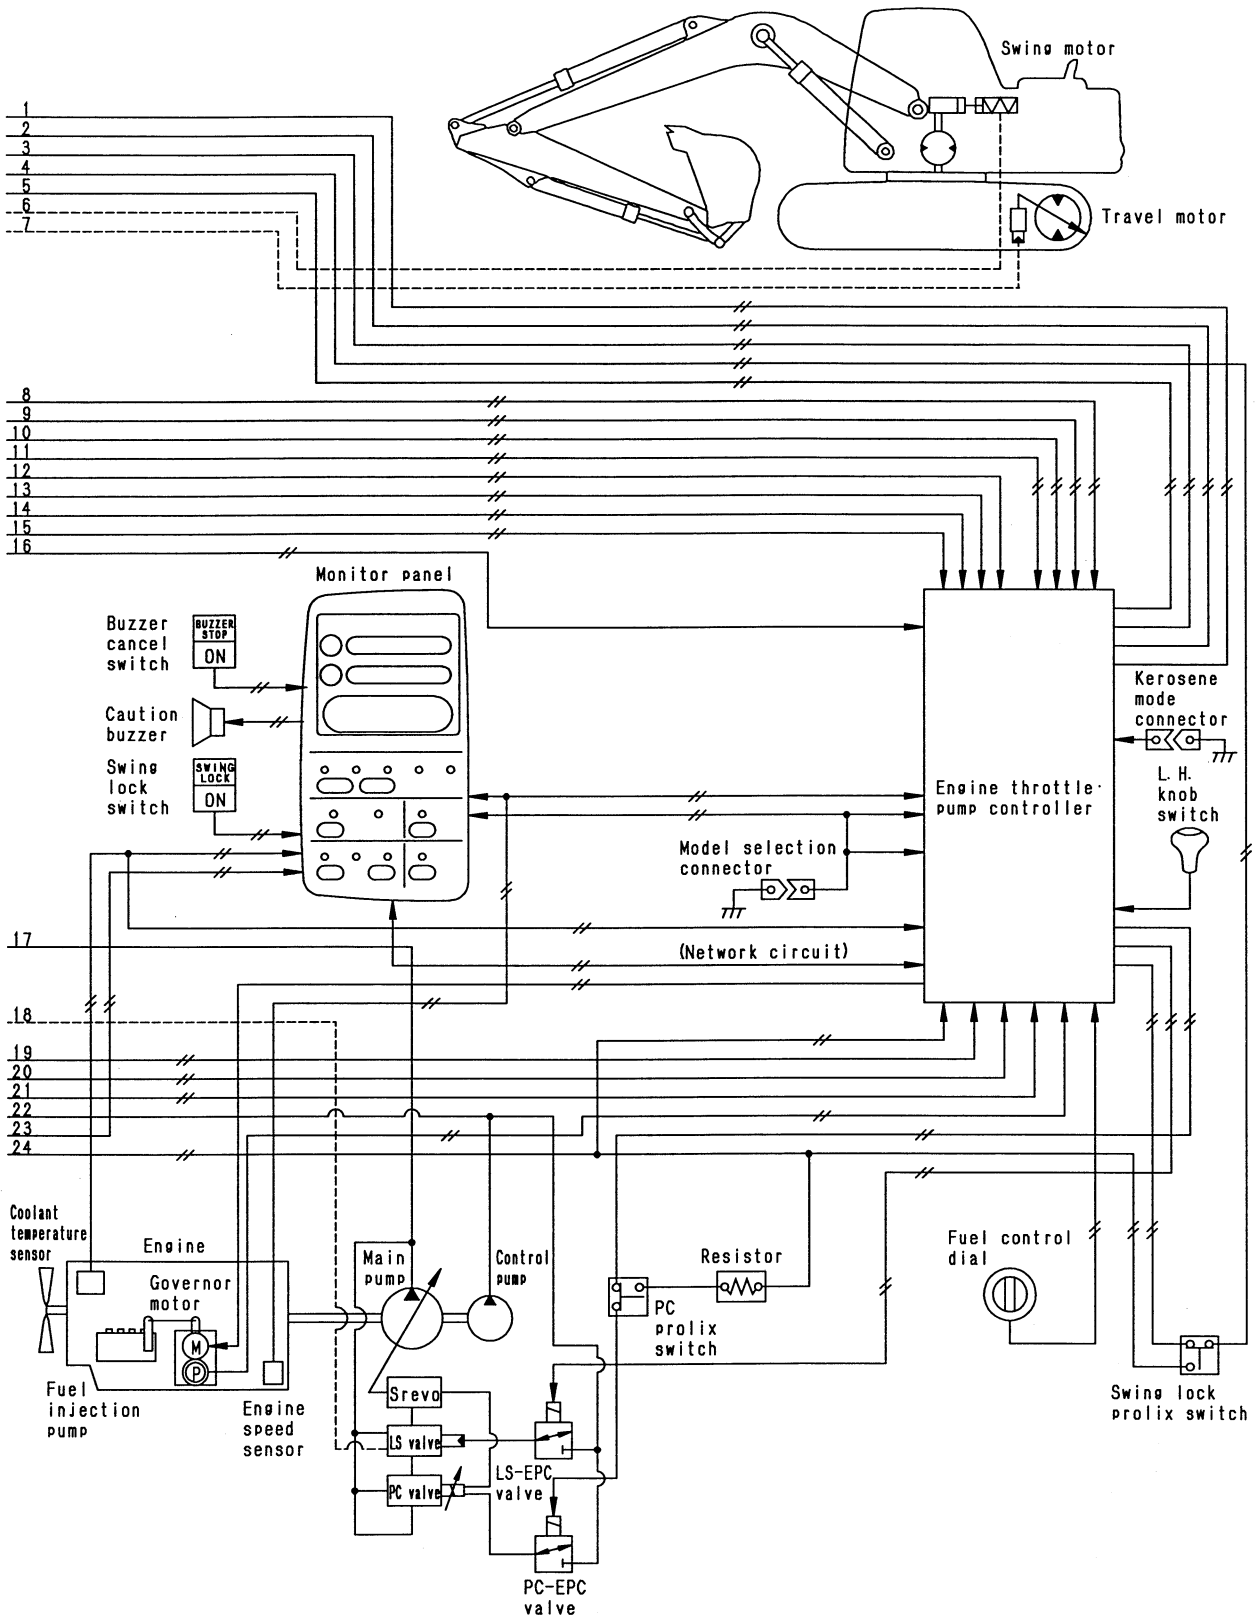 Swing motor
1
2
3
4
5
6
7
Travel motor
8
9
10
11
12
13
14
15
16
Monitor panel
Buzzer
cancel
switch
BUZZER
STOP
ON
Caution
buzzer
Swing
lock
switch
SWING
LOCK
ON
Kerosene
mode
connector
L. H.
knob
switch
Engine throttle·
pump controller
Model selection
connector
(Network circuit)
17
18
19
20
21
22
23
24
Coolant
temperature
sensor
Engine
Governor
motor
M
P
Fuel
injection
pump
Engine
speed
sensor
Main
pump
Control
pump
Srevo
LS valve
PC valve
LS-EPC
valve
PC-EPC
valve
Resistor
PC
prolix
switch
Fuel control
dial
Swing lock
prolix switch